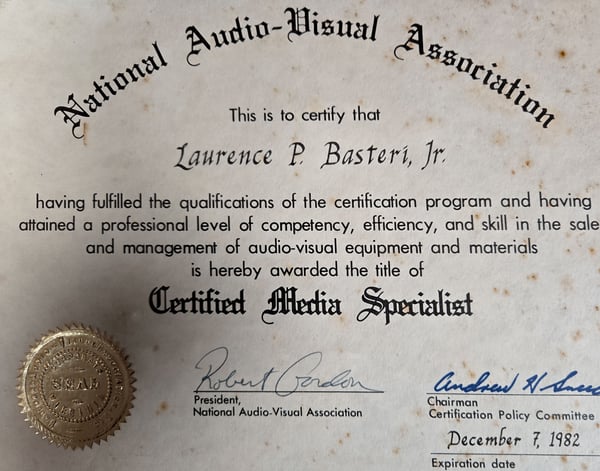 National Audio-Visual Association
This is to certify that
Laurence P. Basteri, Jr.
having fulfilled the qualifications of the certification program and having
attained a professional level of competency, efficiency, and skill in the sale
and management of audio-visual equipment and materials
is hereby awarded the title of
Certified Media Specialist
SEAL
Robert Gordon
President,
National Audio-Visual Association
Andrew H
Chairman
Certification Policy Committee
December 7, 1982
Expiration date